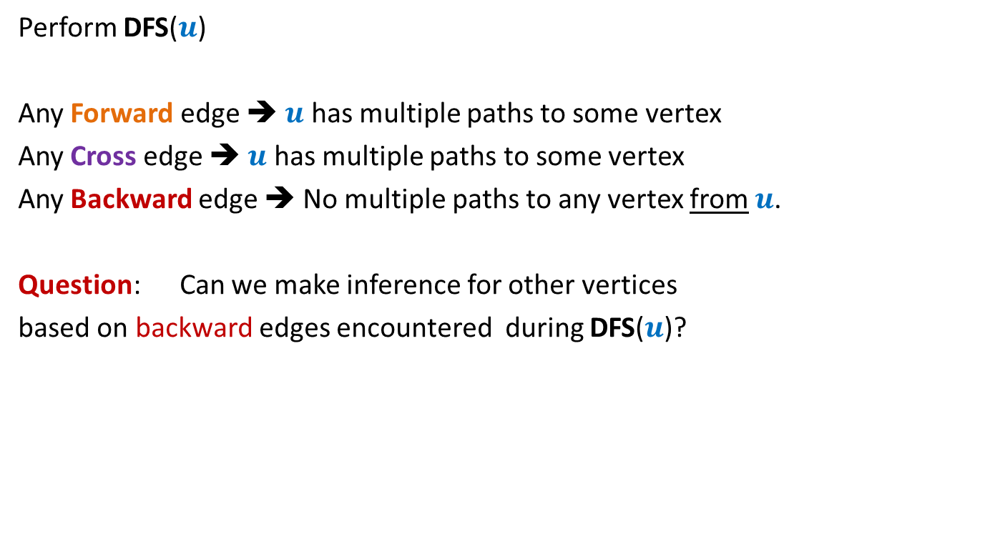 Perform DFS(u)
Any Forward edge ➔ u has multiple paths to some vertex
Any Cross edge ➔ u has multiple paths to some vertex
Any Backward edge ➔ No multiple paths to any vertex from u.
Question: Can we make inference for other vertices
based on backward edges encountered during DFS(u)?